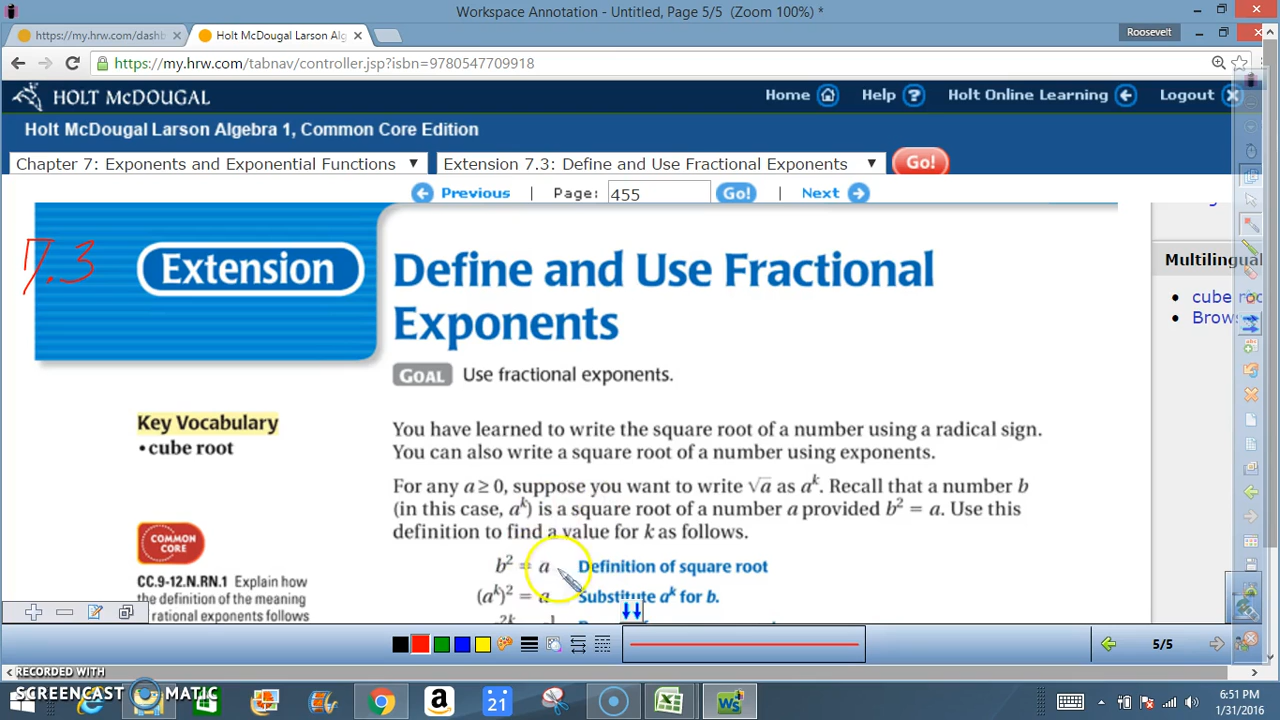 Workspace Annotation - Untitled, Page 5/5 (Zoom 100%) *
https://my.hrw.com/dashb
Holt McDougal Larson Alg
Roosevelt
https://my.hrw.com/tabnav/controller.jsp?isbn=9780547709918
HOLT MCDOUGAL
Home
Help
Holt Online Learning
Logout
Holt McDougal Larson Algebra 1, Common Core Edition
Chapter 7: Exponents and Exponential Functions
Extension 7.3: Define and Use Fractional Exponents
Go!
Previous | Page: 455 Go! | Next
7.3
Extension
Define and Use Fractional
Exponents
GOAL Use fractional exponents.
Multilingual
cube
Key Vocabulary
• cube root
You have learned to write the square root of a number using a radical sign.
You can also write a square root of a number using exponents.
For any a ≥ 0, suppose you want to write √a as aᵏ. Recall that a number b
(in this case, aᵏ) is a square root of a number a provided b² = a. Use this
definition to find a value for k as follows.
b² = a Definition of square root
(aᵏ)² = a Substitute aᵏ for b.
COMMON
CORE
CC.9-12.N.RN.1 Explain how
the definition of the meaning
rational exponents follows
5/5
RECORDED WITH
SCREENCAST MATIC
21
6:51 PM
1/31/2016